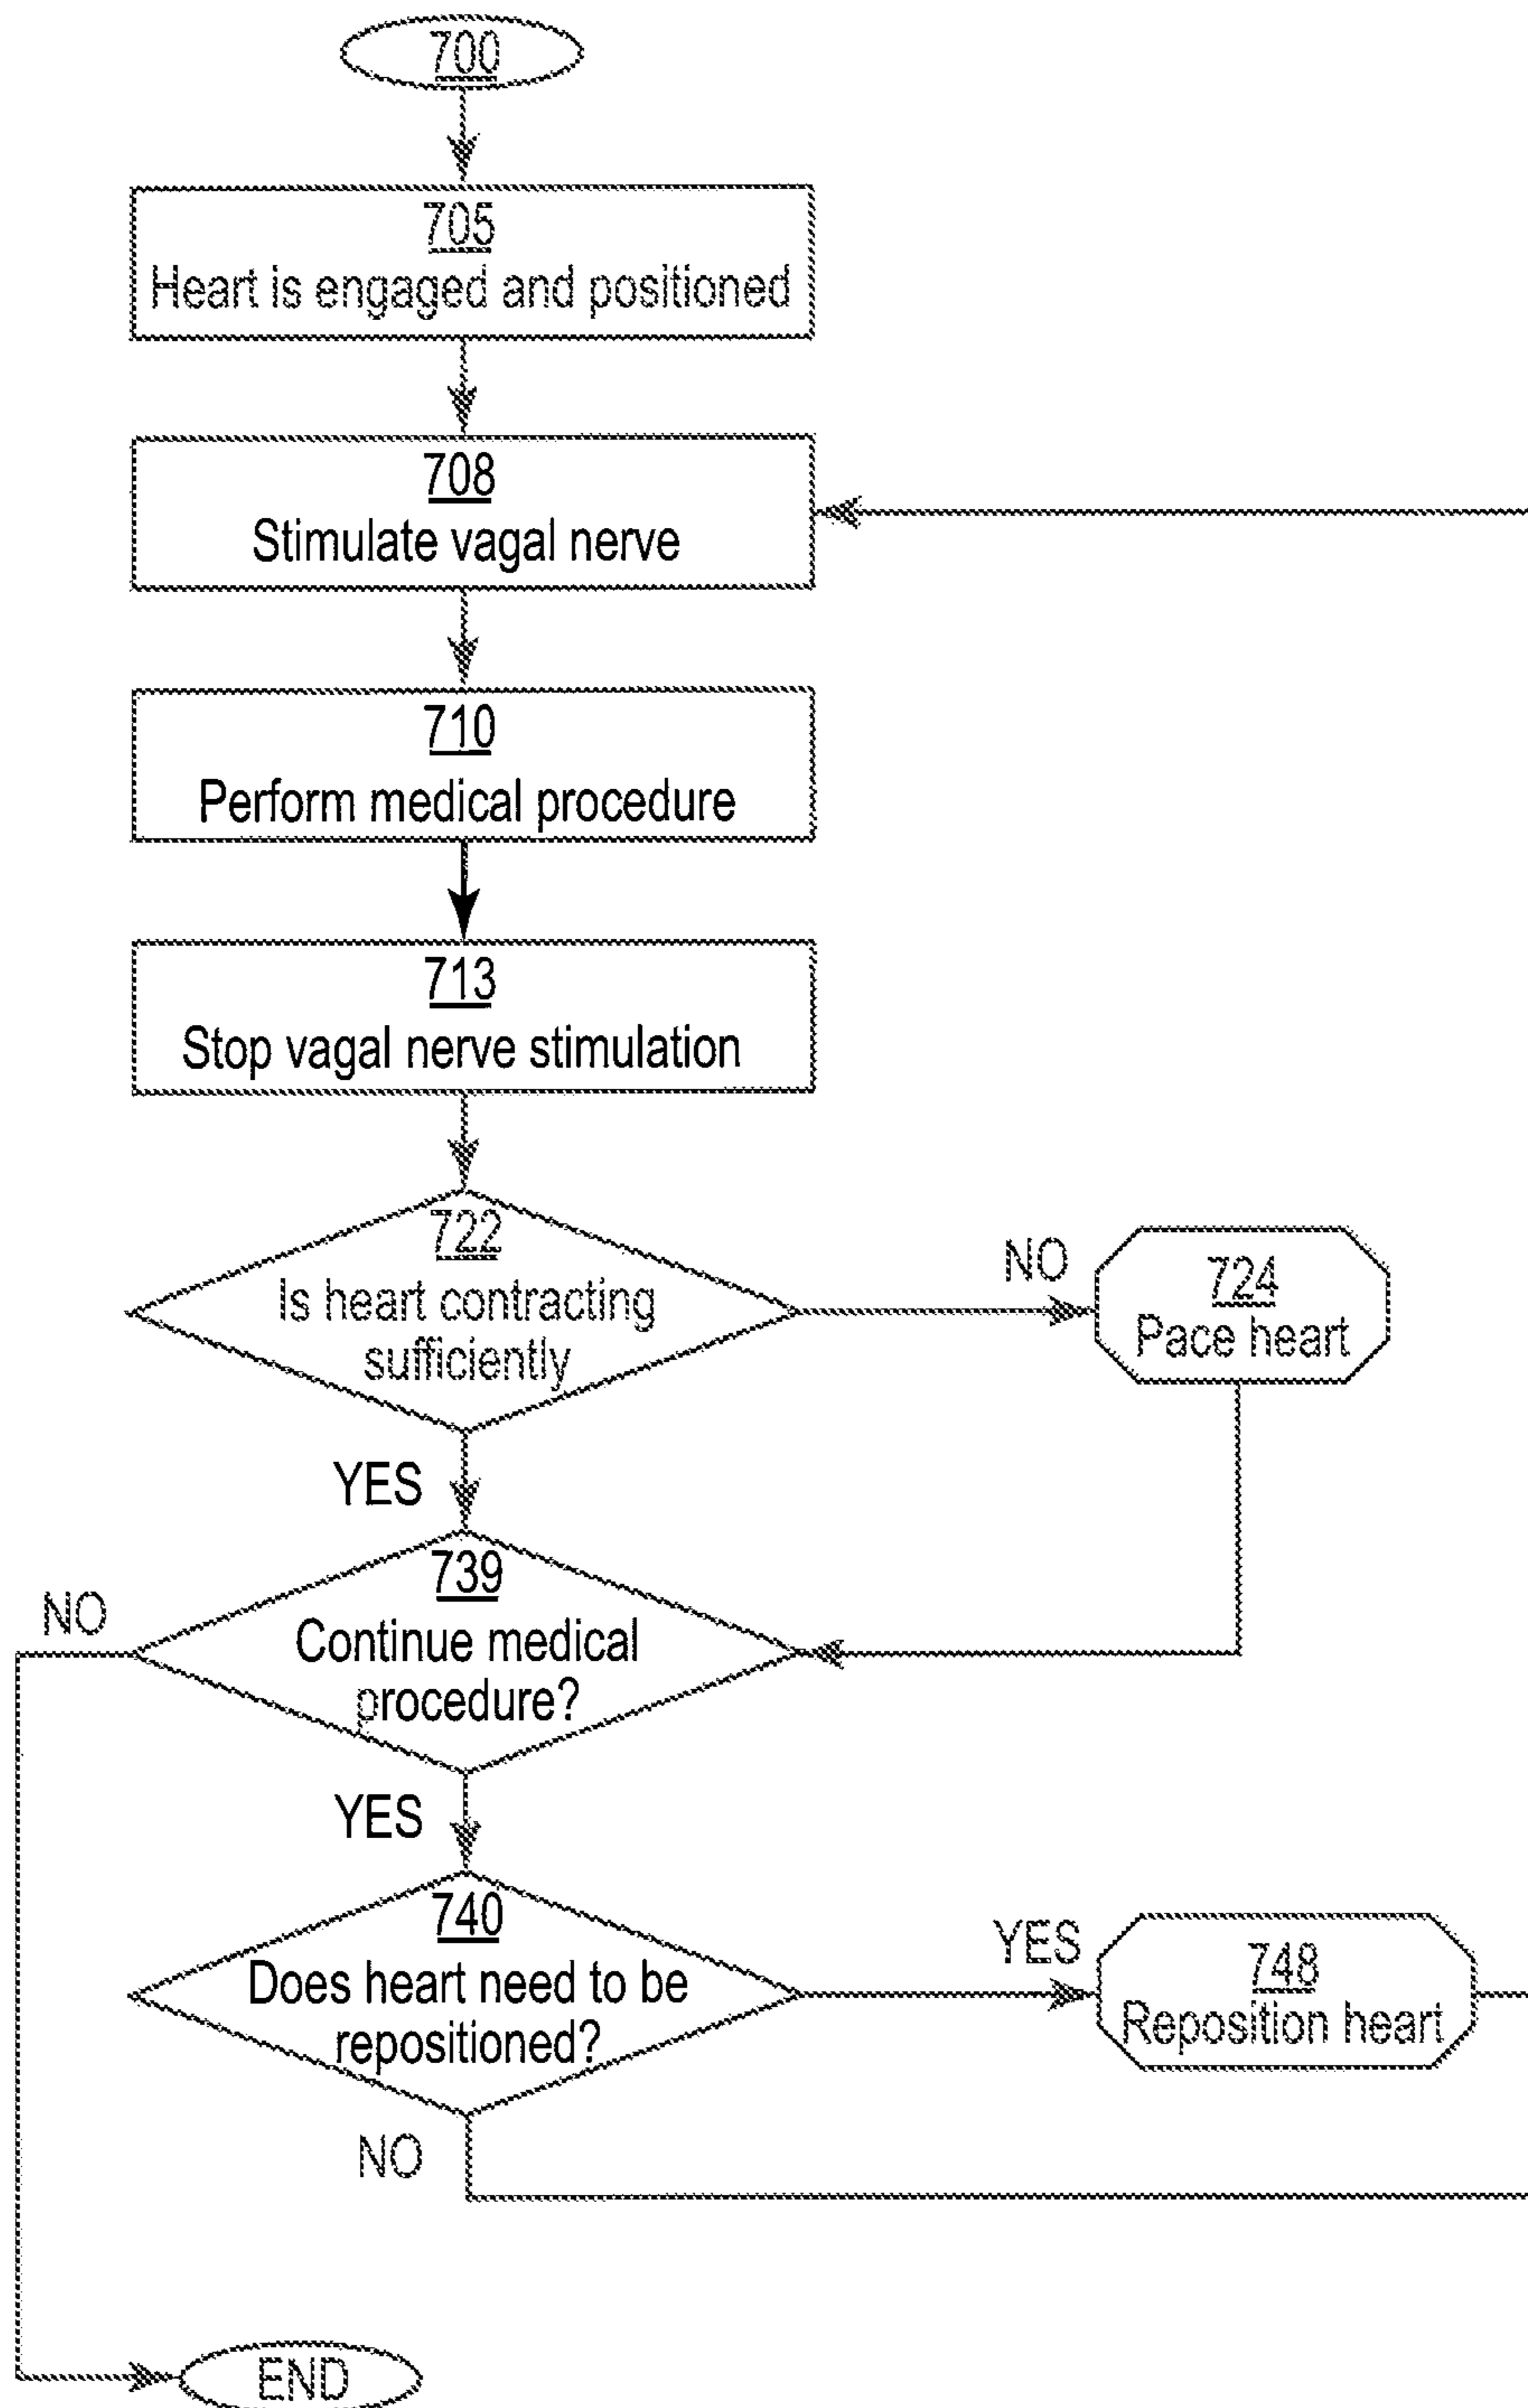 700
705
Heart is engaged and positioned
708
Stimulate vagal nerve
710
Perform medical procedure
713
Stop vagal nerve stimulation
722
Is heart contracting
sufficiently
NO
724
Pace heart
YES
739
Continue medical
procedure?
NO
YES
740
Does heart need to be
repositioned?
YES
748
Reposition heart
NO
END